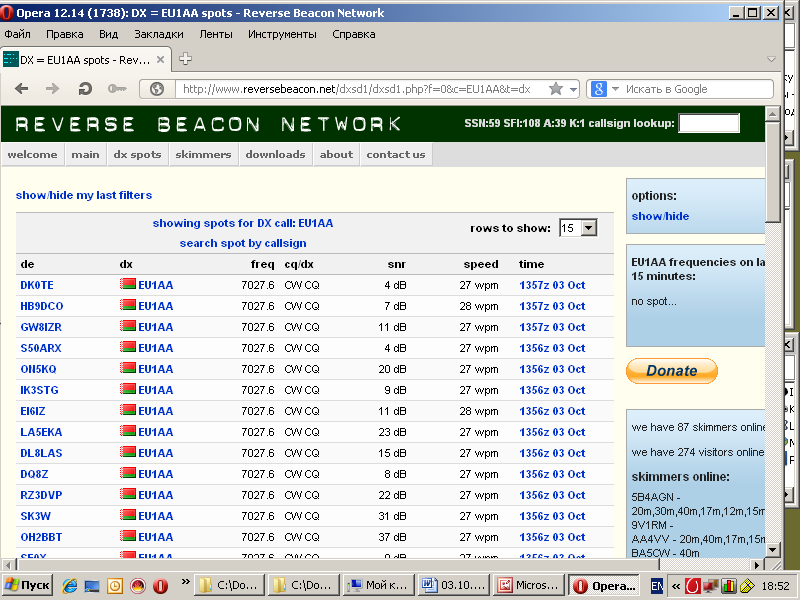 Opera 12.14 (1738): DX = EU1AA spots - Reverse Beacon Network
Файл Правка Вид Закладки Ленты Инструменты Справка
DX = EU1AA spots - Rev...
http://www.reversebeacon.net/dxsd1/dxsd1.php?f=0&c=EU1AA&t=dx
Искать в Google
REVERSE BEACON NETWORK
SSN:59 SFI:108 A:39 K:1 callsign lookup:
welcome main dx spots skimmers downloads about contact us
show/hide my last filters
showing spots for DX call: EU1AA
search spot by callsign
rows to show: 15
de dx freq cq/dx snr speed time
DK0TE EU1AA 7027.6 CW CQ 4 dB 27 wpm 1357z 03 Oct
HB9DCO EU1AA 7027.6 CW CQ 7 dB 28 wpm 1357z 03 Oct
GW8IZR EU1AA 7027.6 CW CQ 11 dB 27 wpm 1357z 03 Oct
S50ARX EU1AA 7027.6 CW CQ 4 dB 27 wpm 1356z 03 Oct
ON5KQ EU1AA 7027.6 CW CQ 20 dB 27 wpm 1356z 03 Oct
IK3STG EU1AA 7027.6 CW CQ 9 dB 27 wpm 1356z 03 Oct
EI6IZ EU1AA 7027.6 CW CQ 11 dB 28 wpm 1356z 03 Oct
LA5EKA EU1AA 7027.6 CW CQ 23 dB 27 wpm 1356z 03 Oct
DL8LAS EU1AA 7027.6 CW CQ 15 dB 27 wpm 1356z 03 Oct
DQ8Z EU1AA 7027.6 CW CQ 8 dB 27 wpm 1356z 03 Oct
RZ3DVP EU1AA 7027.6 CW CQ 22 dB 27 wpm 1356z 03 Oct
SK3W EU1AA 7027.6 CW CQ 31 dB 27 wpm 1356z 03 Oct
OH2BBT EU1AA 7027.6 CW CQ 37 dB 27 wpm 1356z 03 Oct
EU1AA 7027.6 CW CQ 27 wpm 1356z 03 Oct
options:
show/hide
EU1AA frequencies on la
15 minutes:
no spot...
Donate
we have 87 skimmers online
we have 274 visitors online
skimmers online:
5B4AGN -
20m,30m,40m,17m,12m,15m
9V1RM -
AA4VV - 20m,40m,17m,15m
BA5CW - 40m
Пуск
C:\Do...
C:\Do...
Мой к...
03.10....
Micros...
Opera...
EN
18:52